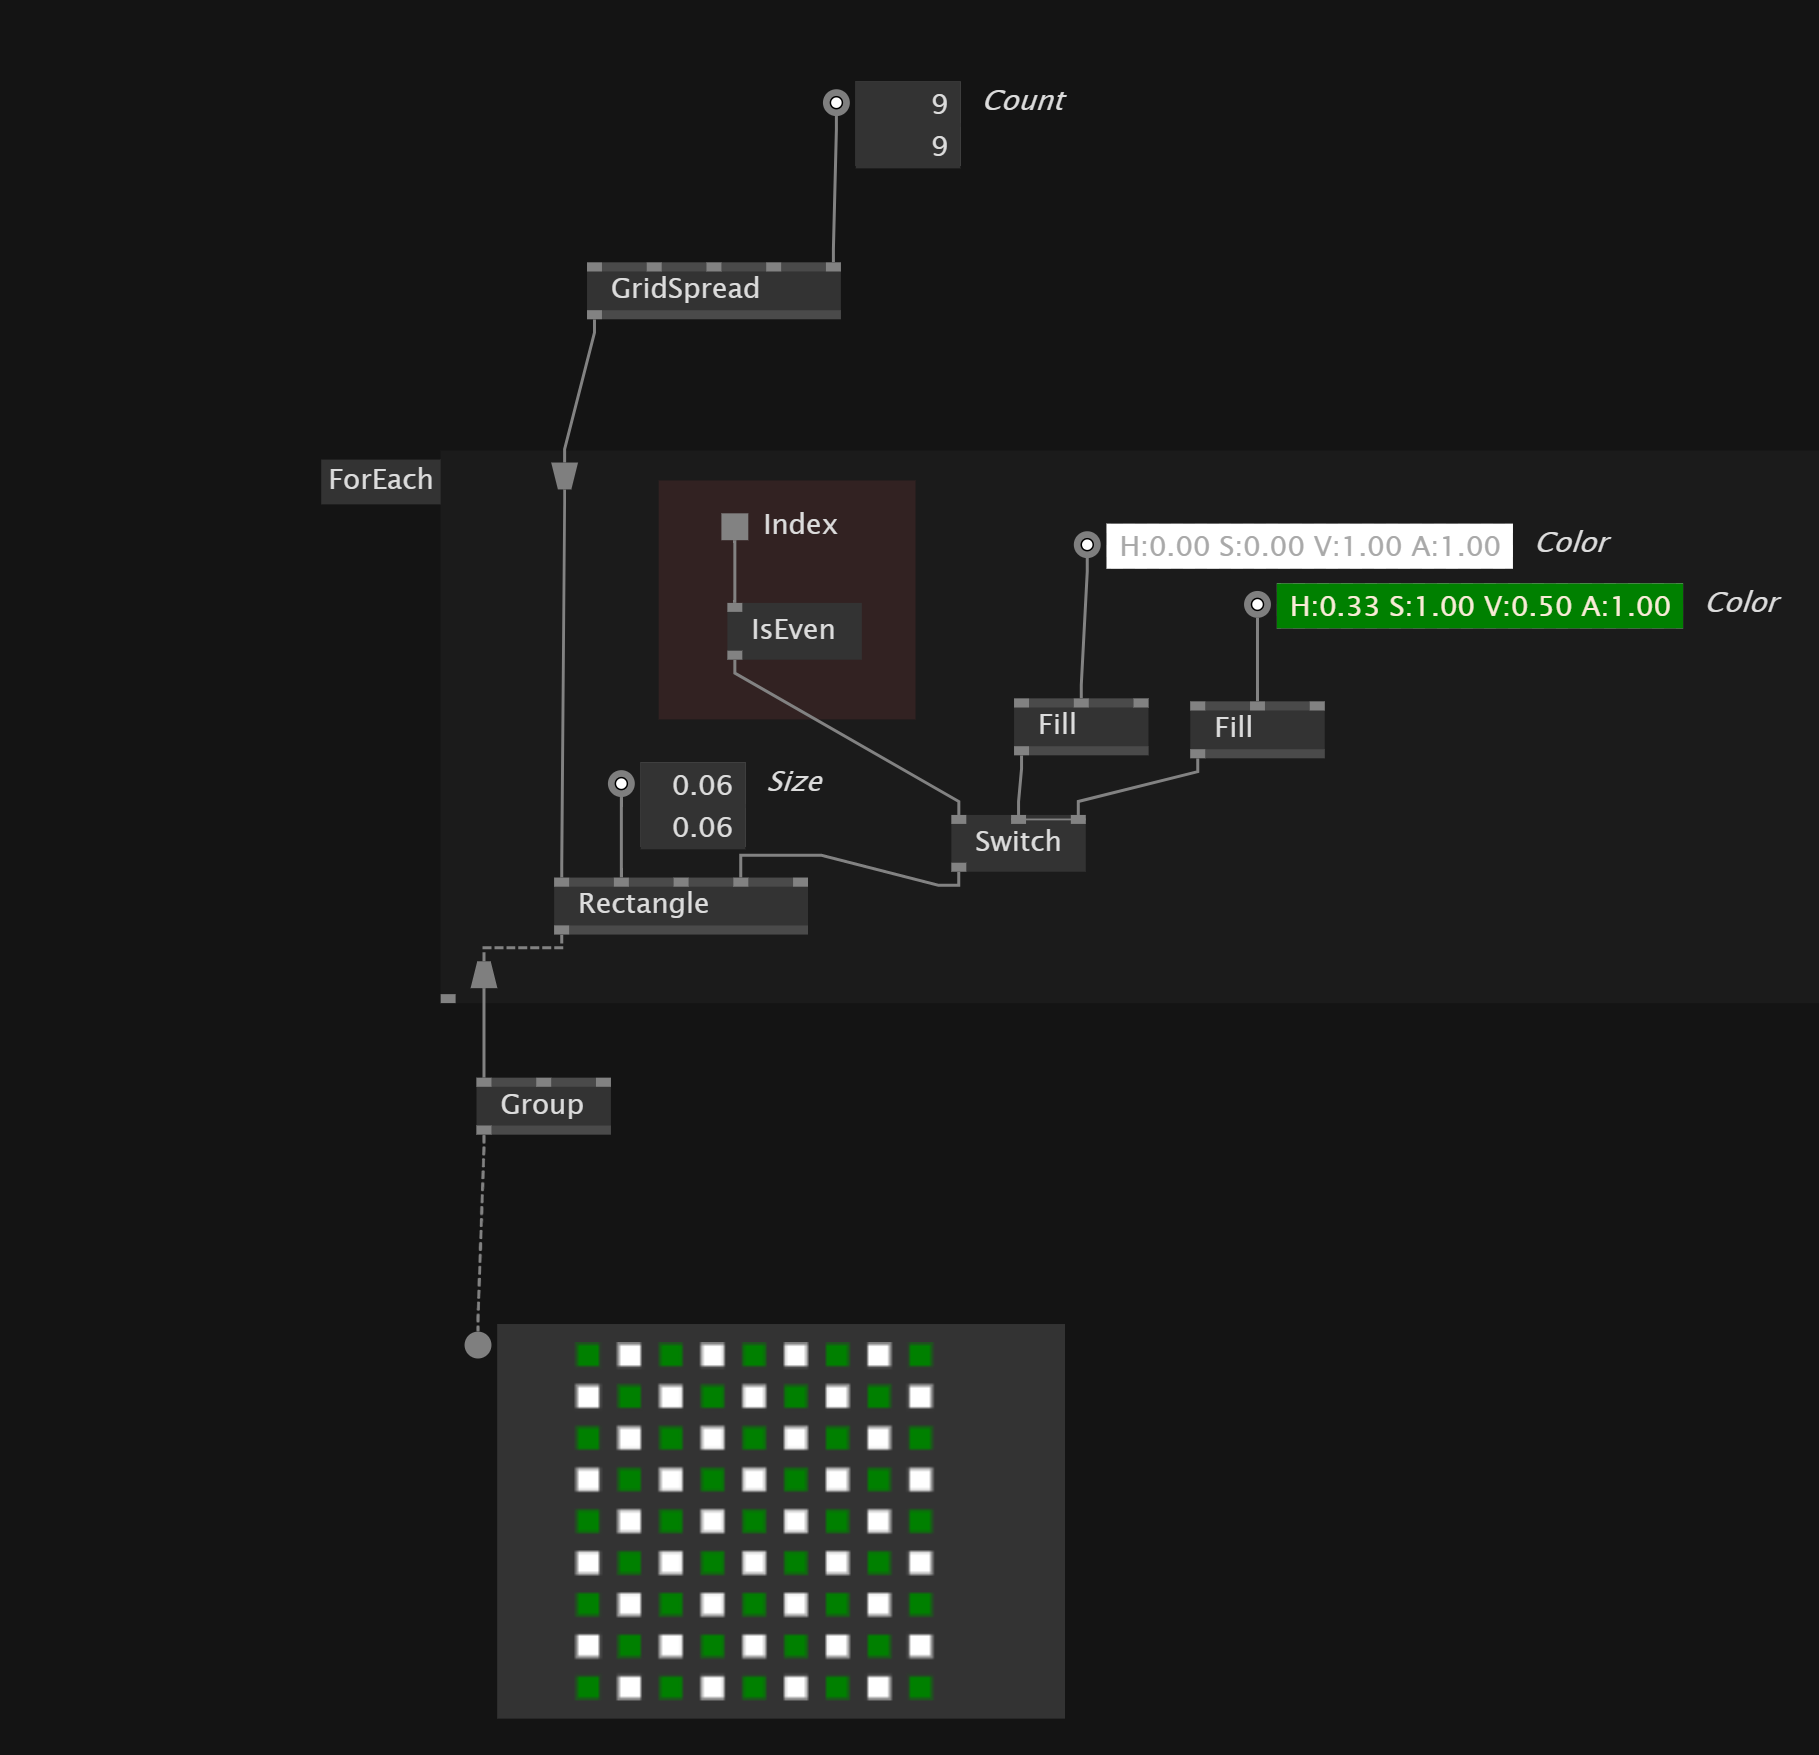 9
Count
9
GridSpread
ForEach
Index
H:0.00 S:0.00 V:1.00 A:1.00
Color
H:0.33 S:1.00 V:0.50 A:1.00
Color
IsEven
Fill
Fill
0.06
Size
0.06
Switch
Rectangle
Group